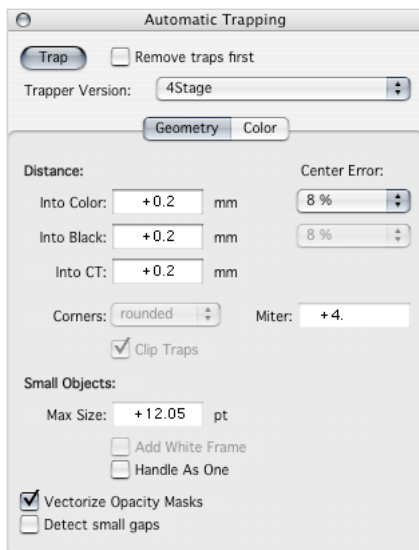 Automatic Trapping
Trap Remove traps first
Trapper Version: 4Stage
Geometry Color
Distance: Center Error:
Into Color: +0.2 mm 8 %
Into Black: +0.2 mm 8 %
Into CT: +0.2 mm
Corners: rounded Miter: +4.
Clip Traps
Small Objects:
Max Size: +12.05 pt
Add White Frame
Handle As One
Vectorize Opacity Masks
Detect small gaps